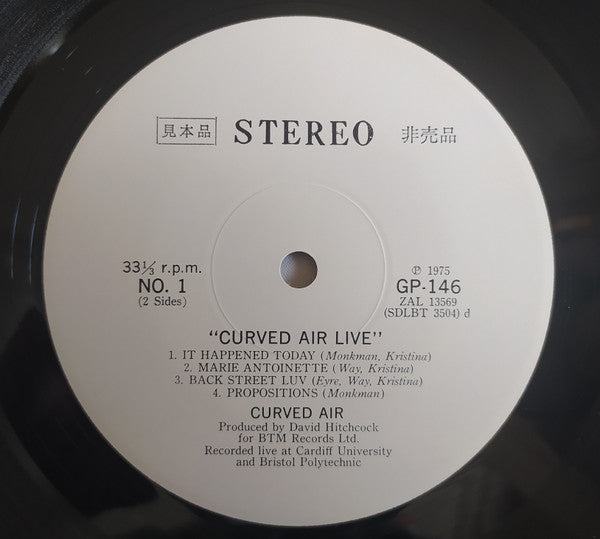 見本品 STEREO 非売品
33⅓ r.p.m.
NO. 1
(2 Sides)
℗ 1975
GP-146
ZAL 13569
(SDLBT 3504) d
"CURVED AIR LIVE"
1. IT HAPPENED TODAY (Monkman, Kristina)
2. MARIE ANTOINETTE (Way, Kristina)
3. BACK STREET LUV (Eyre, Way, Kristina)
4. PROPOSITIONS (Monkman)
CURVED AIR
Produced by David Hitchcock
for BTM Records Ltd.
Recorded live at Cardiff University
and Bristol Polytechnic